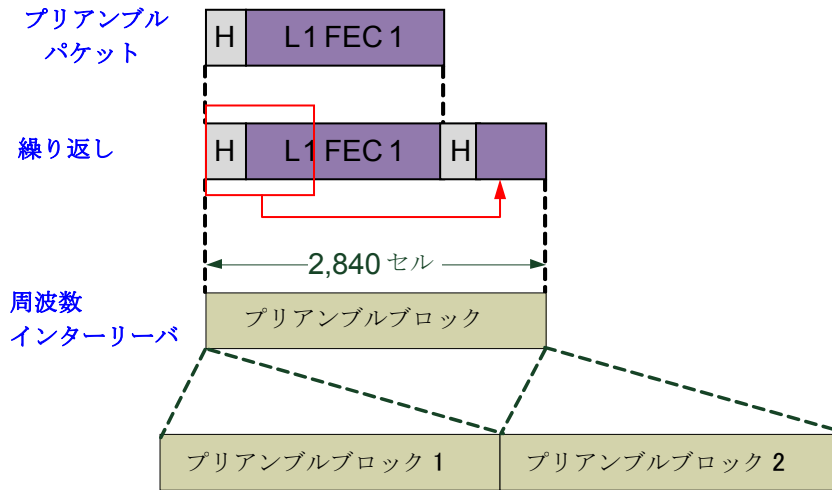 プリアンブル
パケット
H L1 FEC 1
繰り返し
H L1 FEC 1 H
2,840 セル
周波数
インターリーバ
プリアンブルブロック
プリアンブルブロック 1 プリアンブルブロック 2